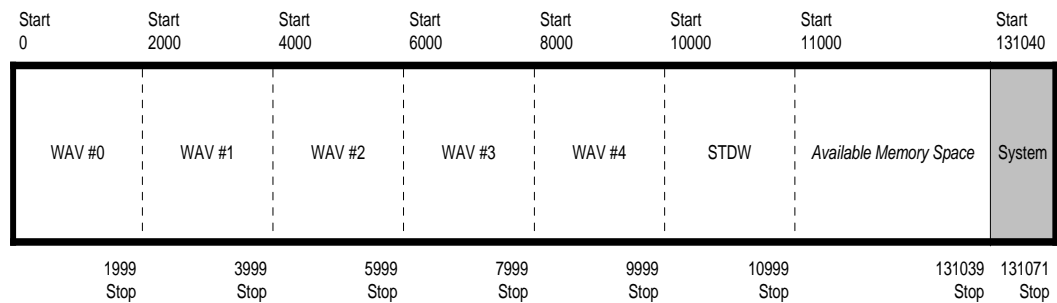 Start Start Start Start Start Start Start Start
0 2000 4000 6000 8000 10000 11000 131040
WAV #0 WAV #1 WAV #2 WAV #3 WAV #4 STDW Available Memory Space System
1999 3999 5999 7999 9999 10999 131039 131071
Stop Stop Stop Stop Stop Stop Stop Stop